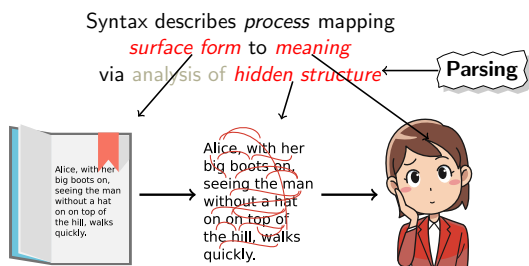 Syntax describes process mapping
surface form to meaning
via analysis of hidden structure
Parsing
Alice, with her
big boots on,
seeing the man
without a hat
on on top of
the hill, walks
quickly.
Alice, with her
big boots on,
seeing the man
without a hat
on on top of
the hill, walks
quickly.